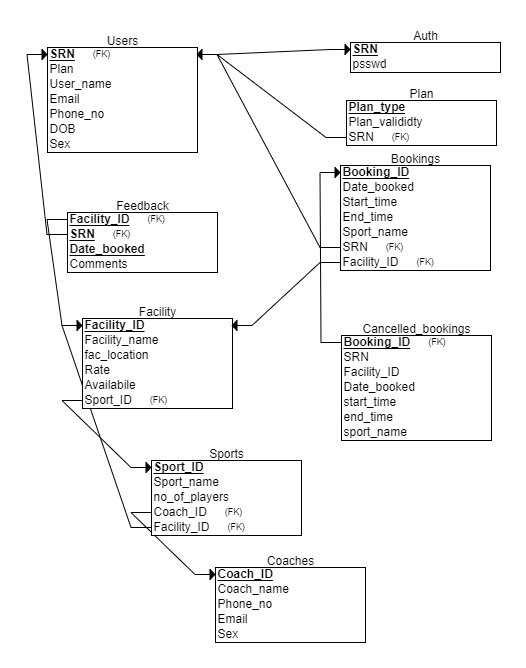 Users
SRN (FK)
Plan
User_name
Email
Phone_no
DOB
Sex
Auth
SRN
psswd
Plan
Plan_type
Plan_valididty
SRN (FK)
Bookings
Booking_ID
Date_booked
Start_time
End_time
Sport_name
SRN (FK)
Facility_ID (FK)
Feedback
Facility_ID (FK)
SRN (FK)
Date_booked
Comments
Facility
Facility_ID
Facility_name
fac_location
Rate
Availabile
Sport_ID (FK)
Cancelled_bookings
Booking_ID (FK)
SRN
Facility_ID
Date_booked
start_time
end_time
sport_name
Sports
Sport_ID
Sport_name
no_of_players
Coach_ID (FK)
Facility_ID (FK)
Coaches
Coach_ID
Coach_name
Phone_no
Email
Sex